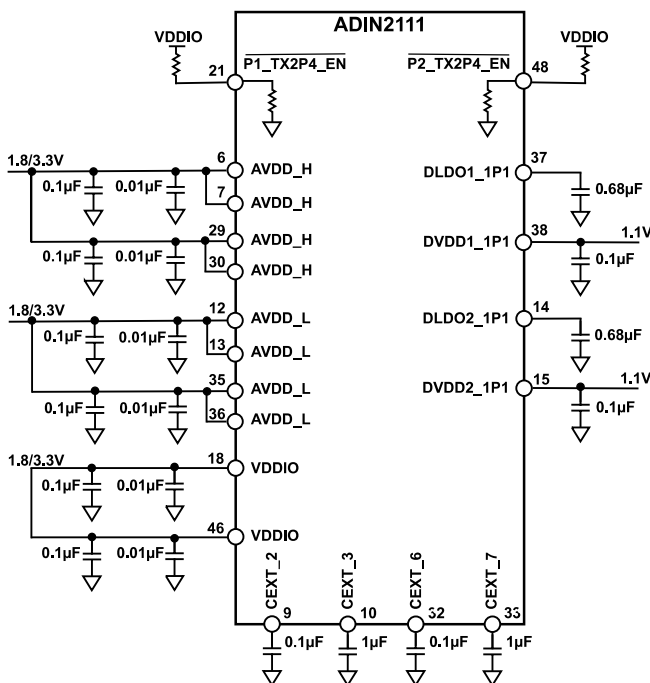 ADIN2111
VDDIO
VDDIO
P1_TX2P4_EN
P2_TX2P4_EN
21
48
1.8/3.3V
6
AVDD_H
0.1µF
0.01µF
7
AVDD_H
29
AVDD_H
0.1µF
0.01µF
30
AVDD_H
1.8/3.3V
12
AVDD_L
0.1µF
0.01µF
13
AVDD_L
35
AVDD_L
0.1µF
0.01µF
36
AVDD_L
1.8/3.3V
18
VDDIO
0.1µF
0.01µF
46
VDDIO
0.1µF
0.01µF
37
DLDO1_1P1
0.68µF
38
DVDD1_1P1
1.1V
0.1µF
14
DLDO2_1P1
0.68µF
15
DVDD2_1P1
1.1V
0.1µF
CEXT_2
CEXT_3
CEXT_6
CEXT_7
9
10
32
33
0.1µF
1µF
0.1µF
1µF